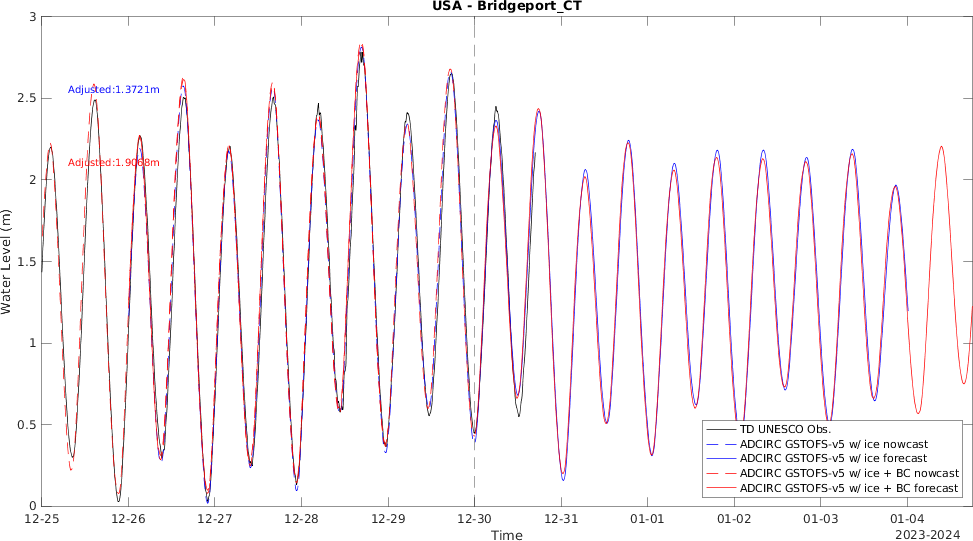 USA - Bridgeport_CT
3
2.5
2
1.5
1
0.5
0
Water Level (m)
Adjusted:1.3721m
Adjusted:1.9068m
TD UNESCO Obs.
ADCIRC GSTOFS-v5 w/ ice nowcast
ADCIRC GSTOFS-v5 w/ ice forecast
ADCIRC GSTOFS-v5 w/ ice + BC nowcast
ADCIRC GSTOFS-v5 w/ ice + BC forecast
12-25 12-26 12-27 12-28 12-29 12-30 12-31 01-01 01-02 01-03 01-04
Time
2023-2024